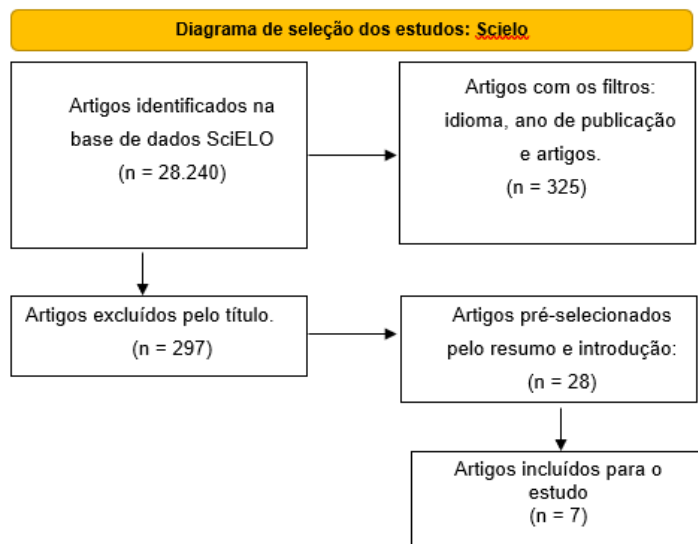 Diagrama de seleção dos estudos: Scielo
Artigos identificados na
base de dados SciELO
(n = 28.240)
Artigos com os filtros:
idioma, ano de publicação
e artigos.
(n = 325)
Artigos excluídos pelo título.
(n = 297)
Artigos pré-selecionados
pelo resumo e introdução:
(n = 28)
Artigos incluídos para o
estudo
(n = 7)